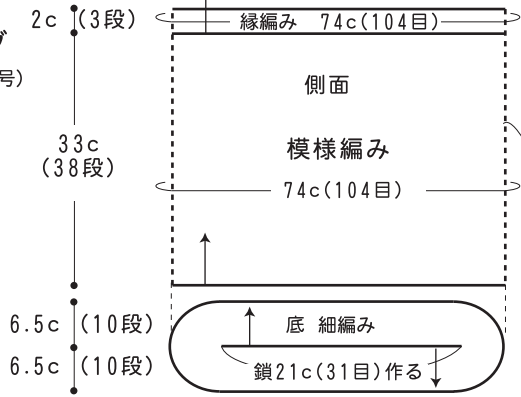 2c (3段) 縁編み 74c(104目)
グ
号)
側面
33c
(38段)
模様編み
74c(104目)
6.5c (10段) 底 細編み
6.5c (10段) 鎖21c(31目)作る